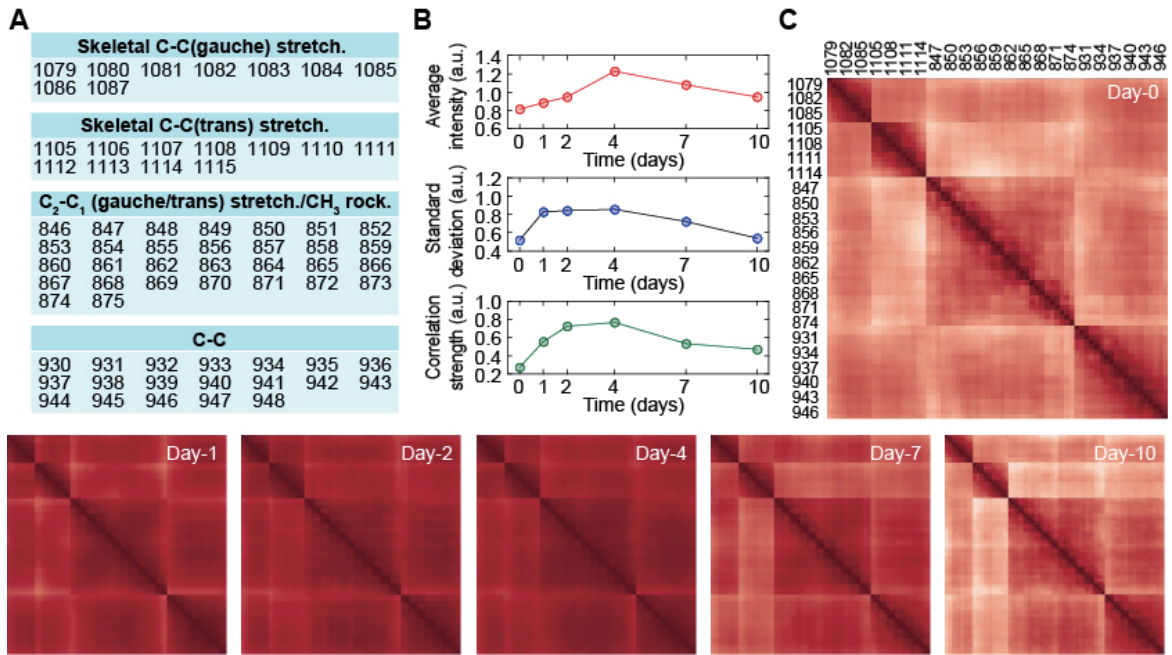 A
Skeletal C-C(gauche) stretch.
1079 1080 1081 1082 1083 1084 1085
1086 1087
Skeletal C-C(trans) stretch.
1105 1106 1107 1108 1109 1110 1111
1112 1113 1114 1115
C₂-C₁ (gauche/trans) stretch./CH₃ rock.
846 847 848 849 850 851 852
853 854 855 856 857 858 859
860 861 862 863 864 865 866
867 868 869 870 871 872 873
874 875
C-C
930 931 932 933 934 935 936
937 938 939 940 941 942 943
944 945 946 947 948
B
Average
intensity (a.u.)
1.4
1.2
1.0
0.8
0.6
0 1 2 4 7 10
Time (days)
Standard
deviation (a.u.)
1.2
1.0
0.8
0.6
0.4
0 1 2 4 7 10
Time (days)
Correlation
strength (a.u.)
1.0
0.8
0.6
0.4
0.2
0 1 2 4 7 10
Time (days)
C
1079 1082 1085 1105 1108 1111 1114 847 850 853 856 859 862 865 868 871 874 931 934 937 940 943 946
1079
1082
1085
1105
1108
1111
1114
847
850
853
856
859
862
865
868
871
874
931
934
937
940
943
946
Day-0
Day-1
Day-2
Day-4
Day-7
Day-10